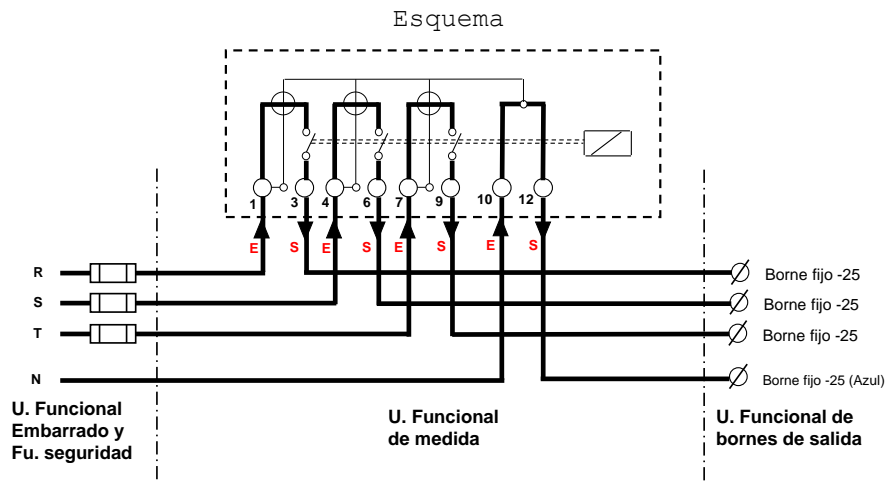 Esquema
1 3 4 6 7 9 10 12
E S E S E S E S
R Borne fijo -25
S Borne fijo -25
T Borne fijo -25
N Borne fijo -25 (Azul)
U. Funcional
Embarrado y
Fu. seguridad
U. Funcional
de medida
U. Funcional de
bornes de salida